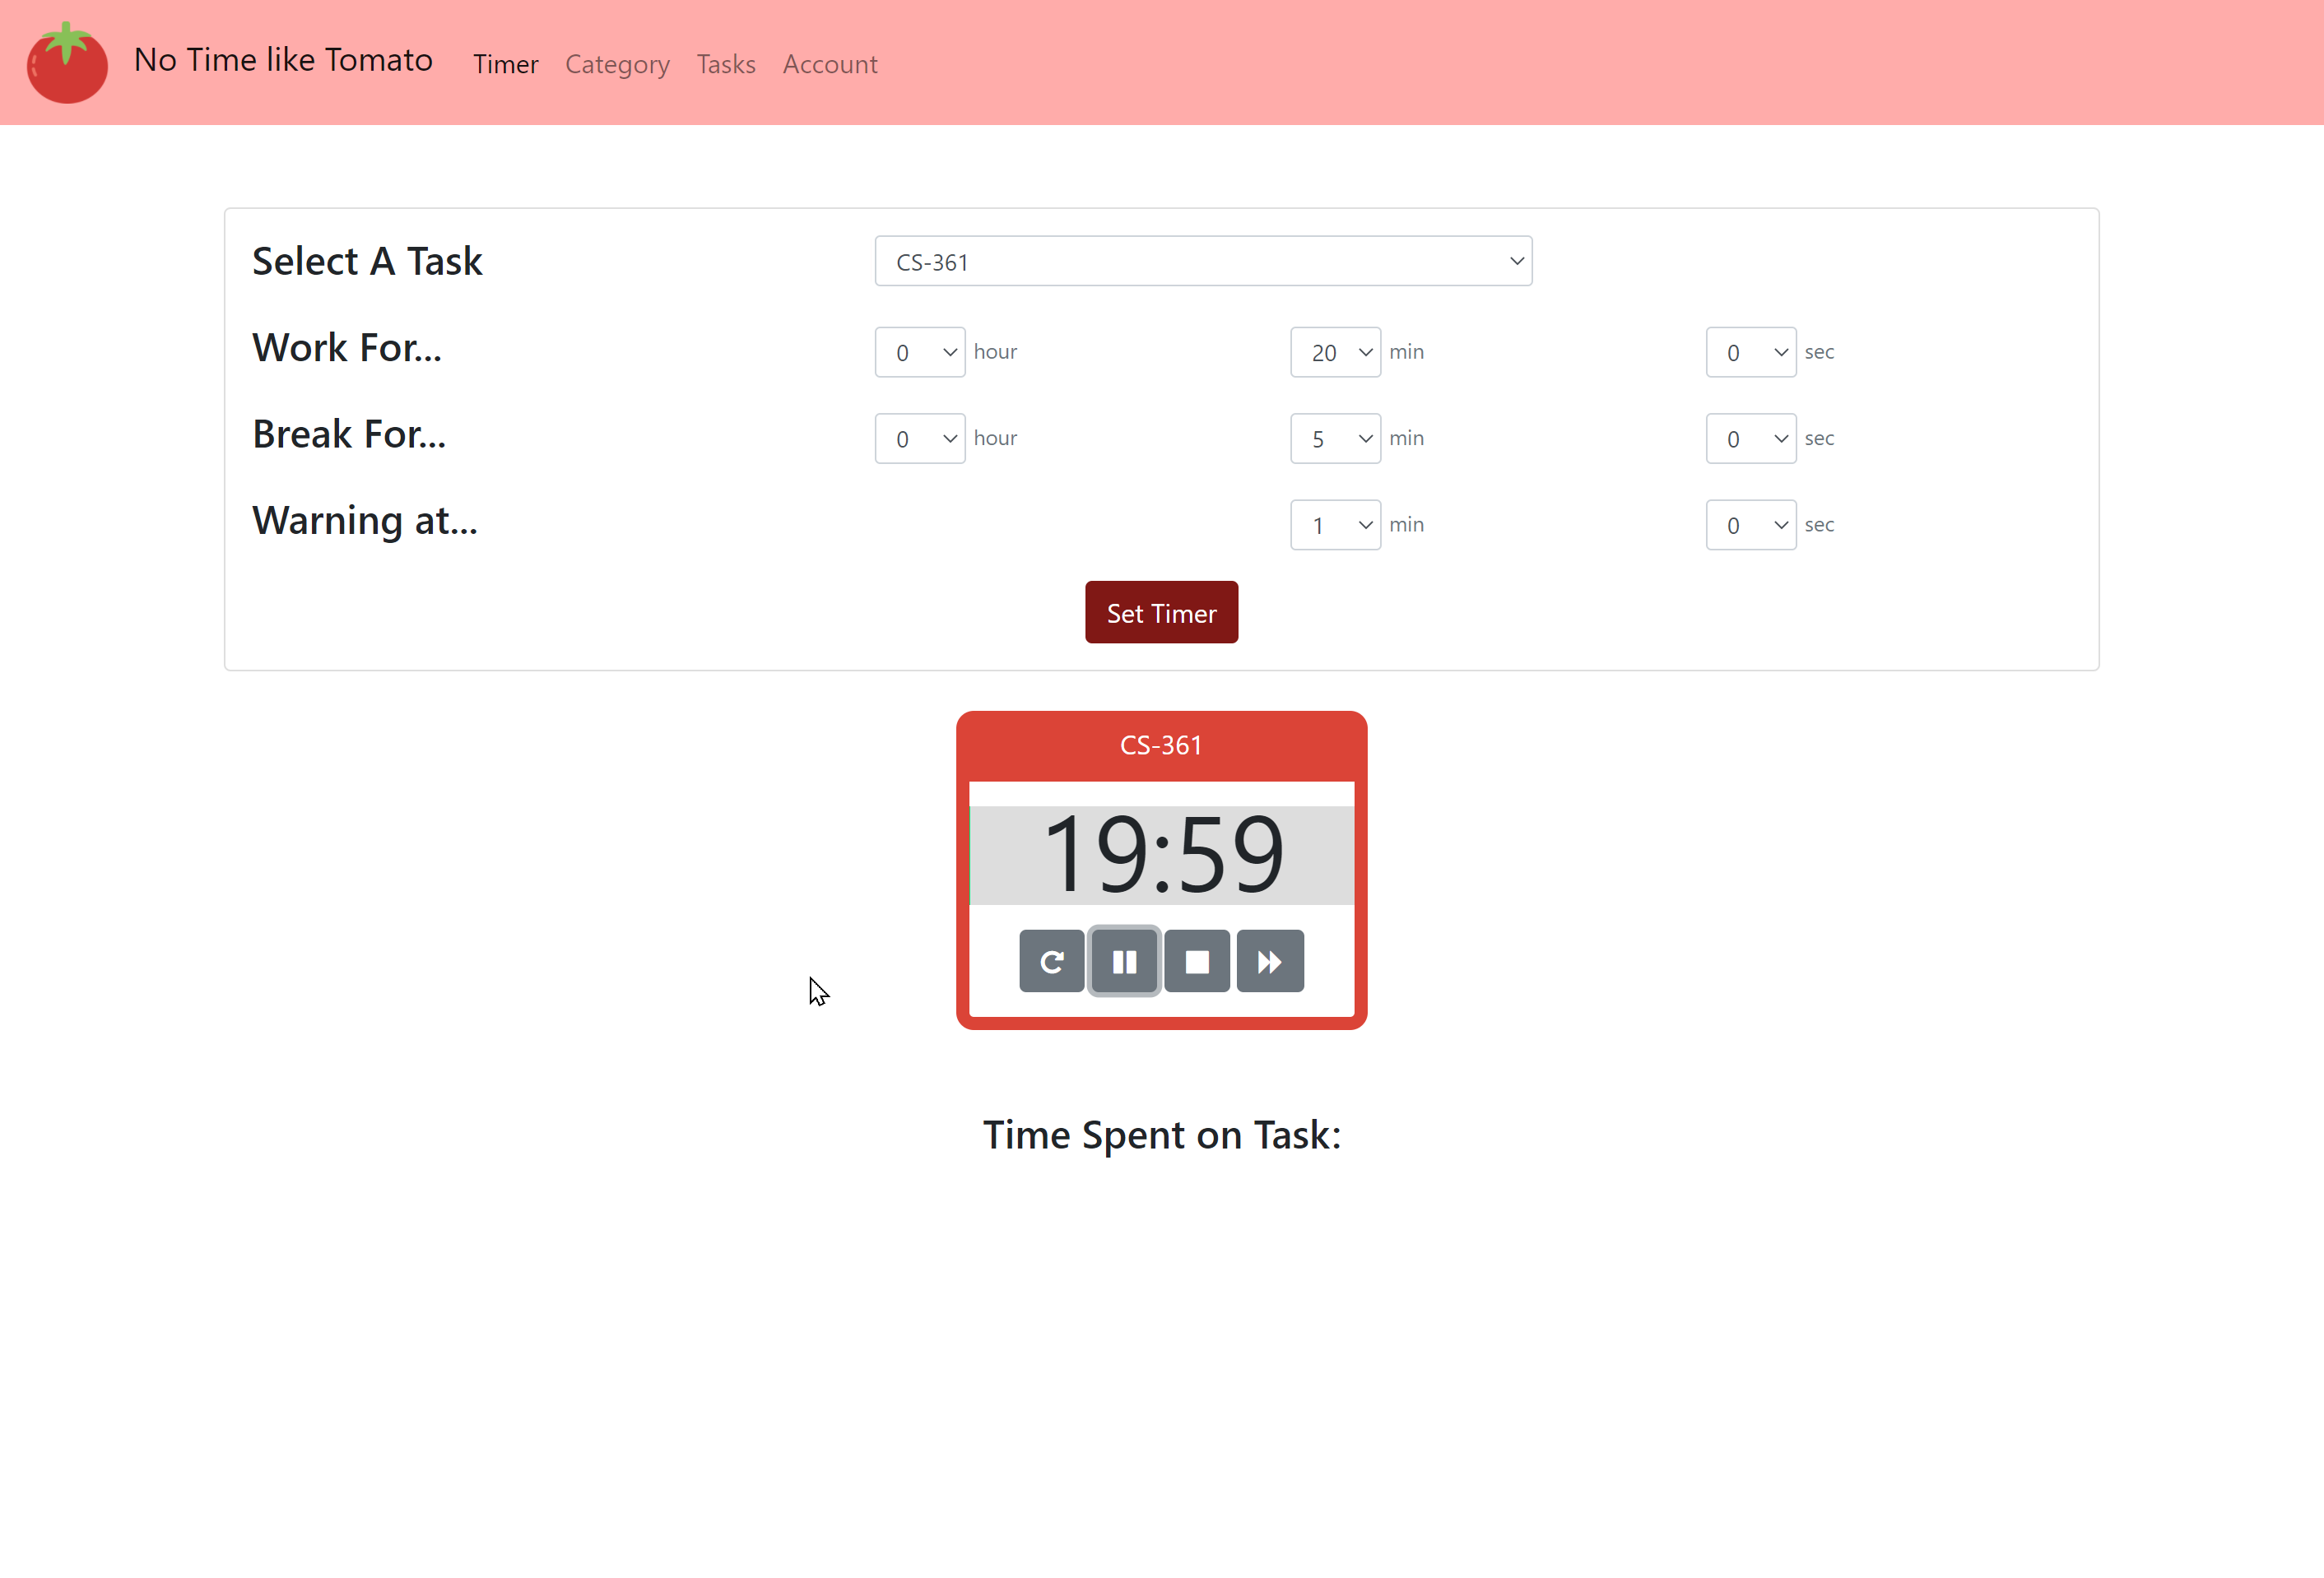 No Time like Tomato Timer Category Tasks Account
Select A Task CS-361
Work For... 0 hour 20 min 0 sec
Break For... 0 hour 5 min 0 sec
Warning at... 1 min 0 sec
Set Timer
CS-361
19:59
Time Spent on Task: